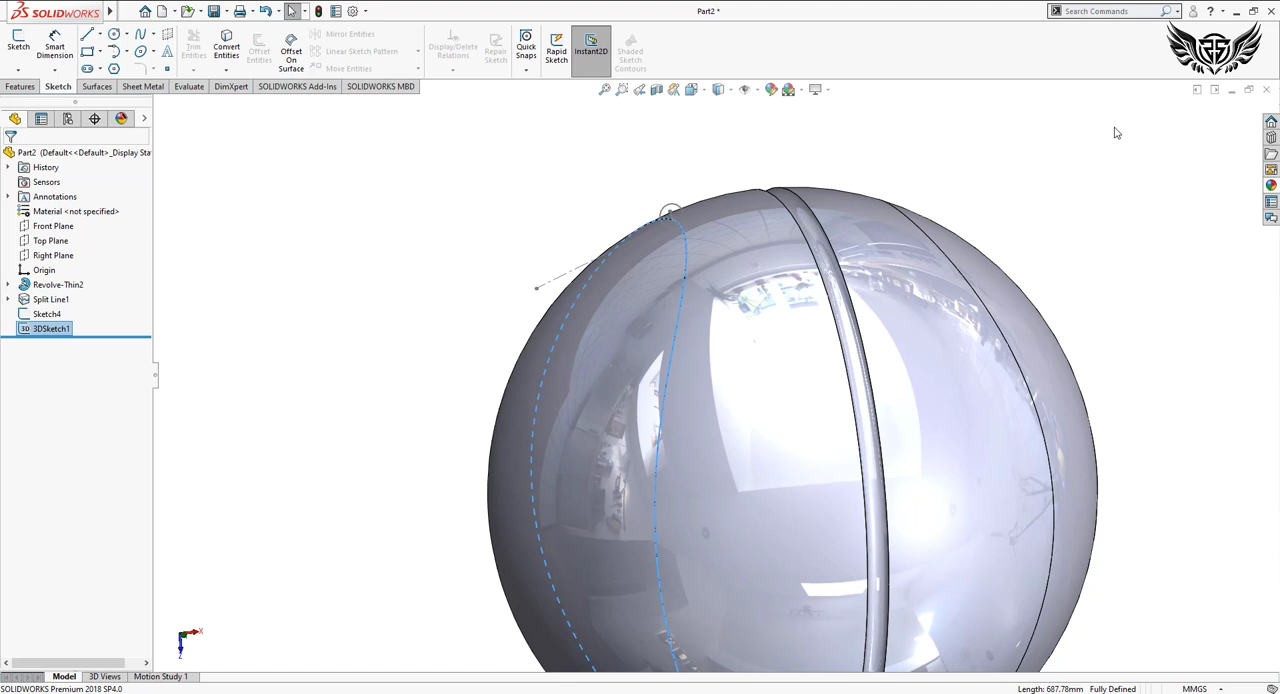 SOLIDWORKS
Part2 *
Search Commands
Sketch
Smart Dimension
Trim Entities
Convert Entities
Offset Entities
Offset On Surface
Mirror Entities
Linear Sketch Pattern
Move Entities
Display/Delete Relations
Repair Sketch
Quick Snaps
Rapid Sketch
Instant2D
Shaded Sketch Contours
Features
Sketch
Surfaces
Sheet Metal
Evaluate
DimXpert
SOLIDWORKS Add-Ins
SOLIDWORKS MBD
Part2 (Default<<Default>_Display Sta
History
Sensors
Annotations
Material <not specified>
Front Plane
Top Plane
Right Plane
Origin
Revolve-Thin2
Split Line1
Sketch4
3D 3DSketch1
X
Z
Model
3D Views
Motion Study 1
SOLIDWORKS Premium 2018 SP4.0
Length: 687.78mm
Fully Defined
MMGS